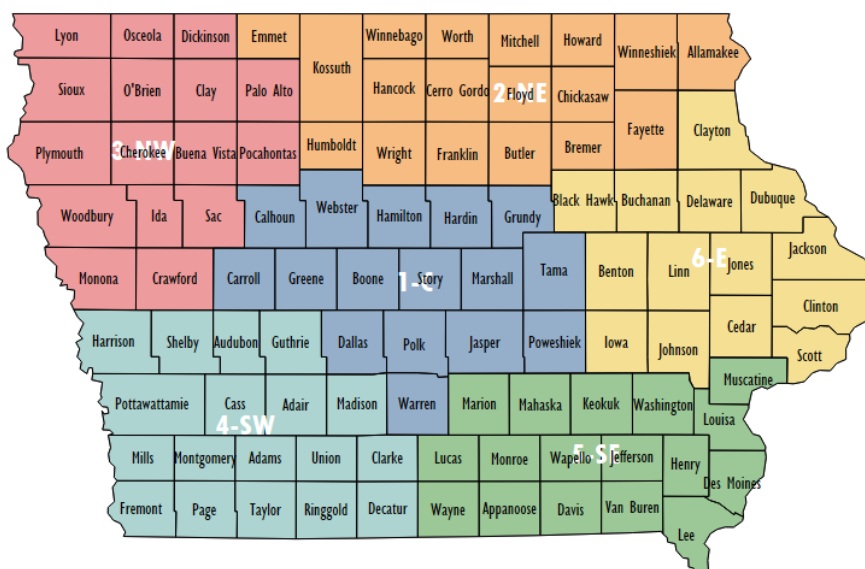 Lyon Osceola Dickinson Emmet Winnebago Worth Mitchell Howard Winneshiek Allamakee
Kossuth
Sioux O'Brien Clay Palo Alto Hancock Cerro Gordo Floyd Chickasaw
2-NE
Clayton
Fayette
Plymouth Cherokee Buena Vista Pocahontas Humboldt Wright Franklin Butler Bremer
3-NW
Woodbury Ida Sac Calhoun Webster Hamilton Hardin Grundy Black Hawk Buchanan Delaware Dubuque
Monona Crawford Carroll Greene Boone Story Marshall Tama Benton Linn Jones Jackson
1-C
6-E
Clinton
Harrison Shelby Audubon Guthrie Dallas Polk Jasper Poweshiek Iowa Johnson Cedar Scott
Muscatine
Pottawattamie Cass Adair Madison Warren Marion Mahaska Keokuk Washington Louisa
4-SW
Mills Montgomery Adams Union Clarke Lucas Monroe Wapello Jefferson Henry Des Moines
5-SE
Fremont Page Taylor Ringgold Decatur Wayne Appanoose Davis Van Buren Lee